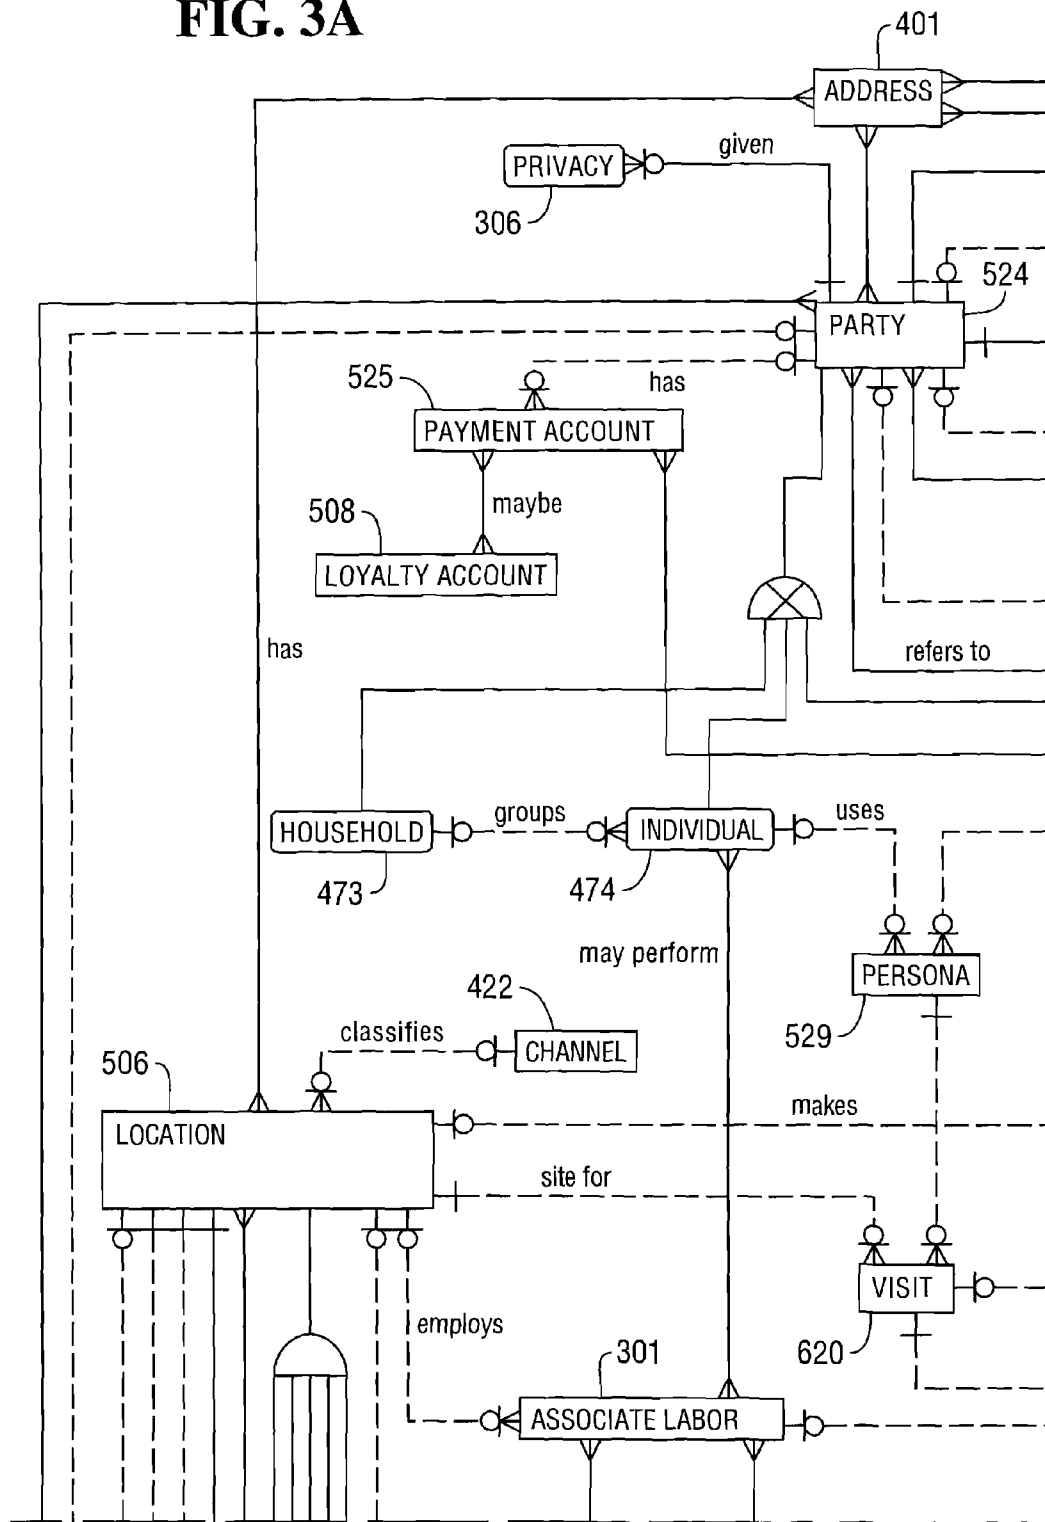 FIG. 3A
401
ADDRESS
given
PRIVACY
306
524
PARTY
525
has
PAYMENT ACCOUNT
508
maybe
LOYALTY ACCOUNT
has
refers to
groups
uses
HOUSEHOLD
INDIVIDUAL
473
474
may perform
PERSONA
422
529
classifies
CHANNEL
506
makes
LOCATION
site for
VISIT
employs
620
301
ASSOCIATE LABOR